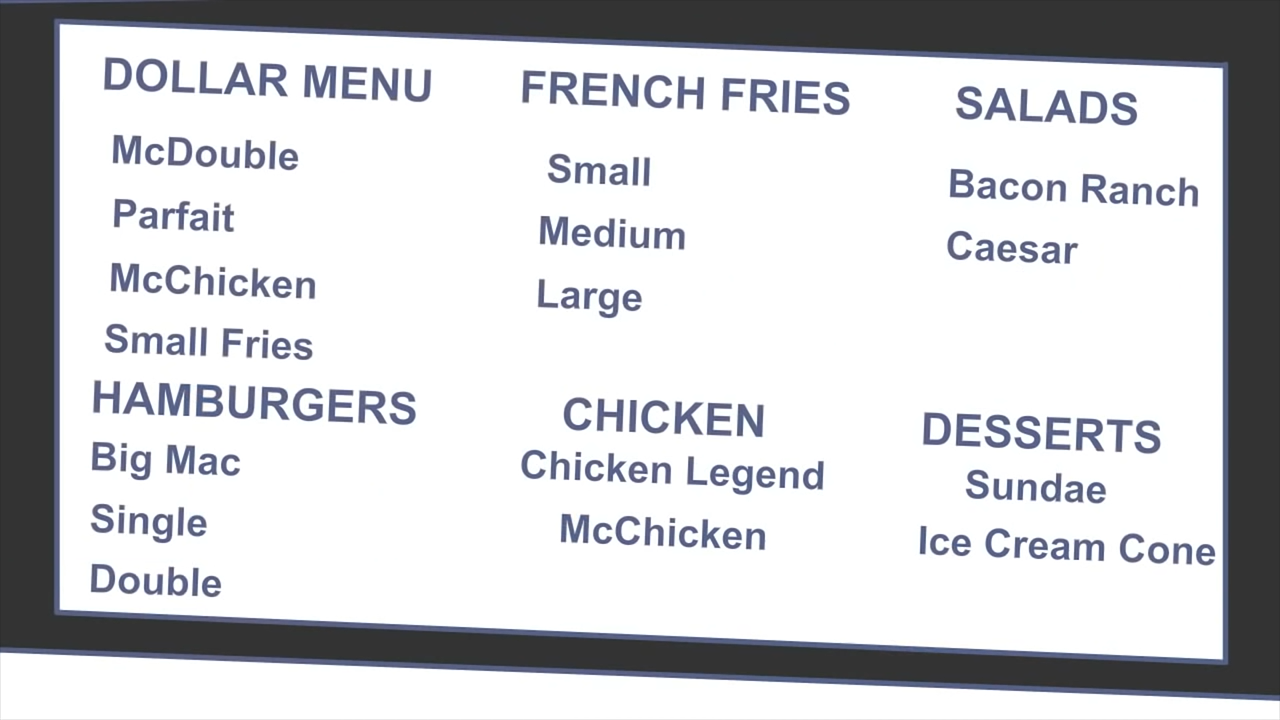 DOLLAR MENU
McDouble
Parfait
McChicken
Small Fries
FRENCH FRIES
Small
Medium
Large
SALADS
Bacon Ranch
Caesar
HAMBURGERS
Big Mac
Single
Double
CHICKEN
Chicken Legend
McChicken
DESSERTS
Sundae
Ice Cream Cone